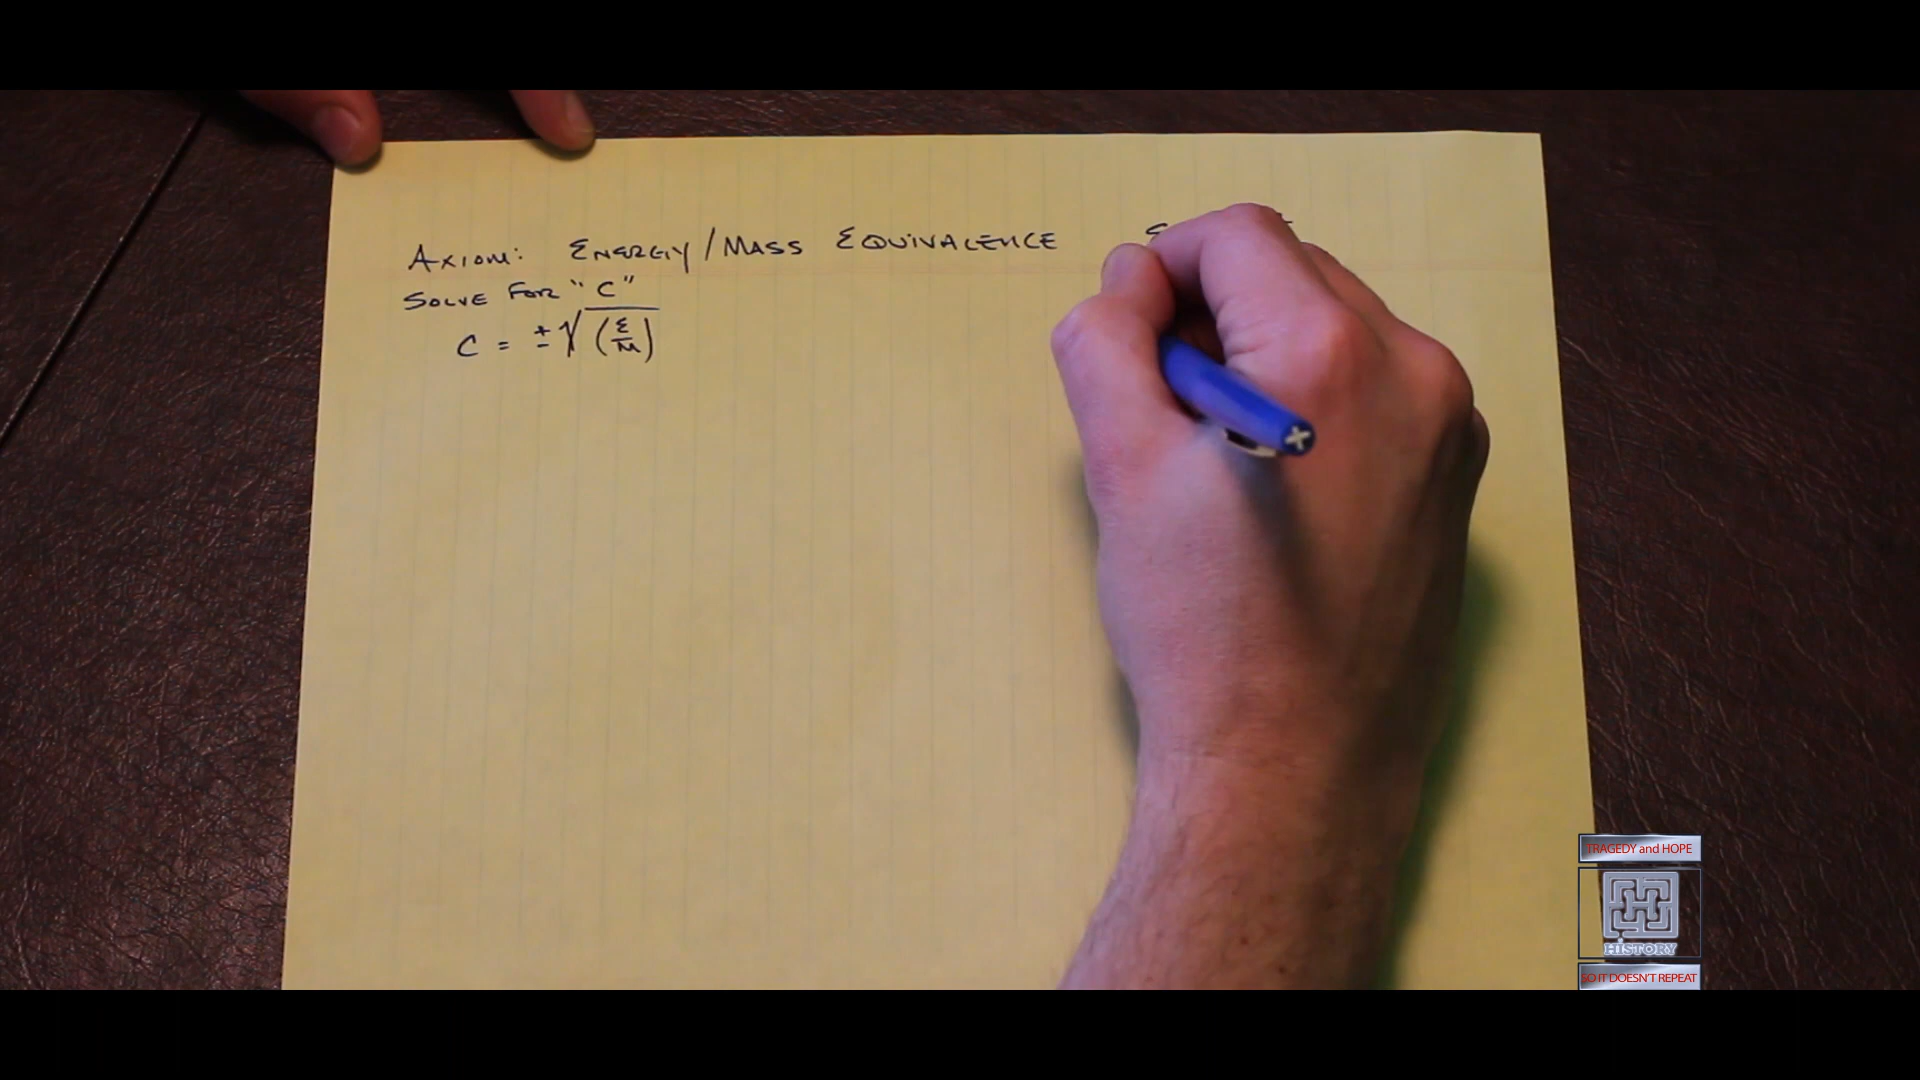 AXIOM: ENERGY/MASS EQUIVALENCE
SOLVE FOR "C"
C = ±√(E/M)
TRAGEDY and HOPE
HiSTORY
SO IT DOESN'T REPEAT